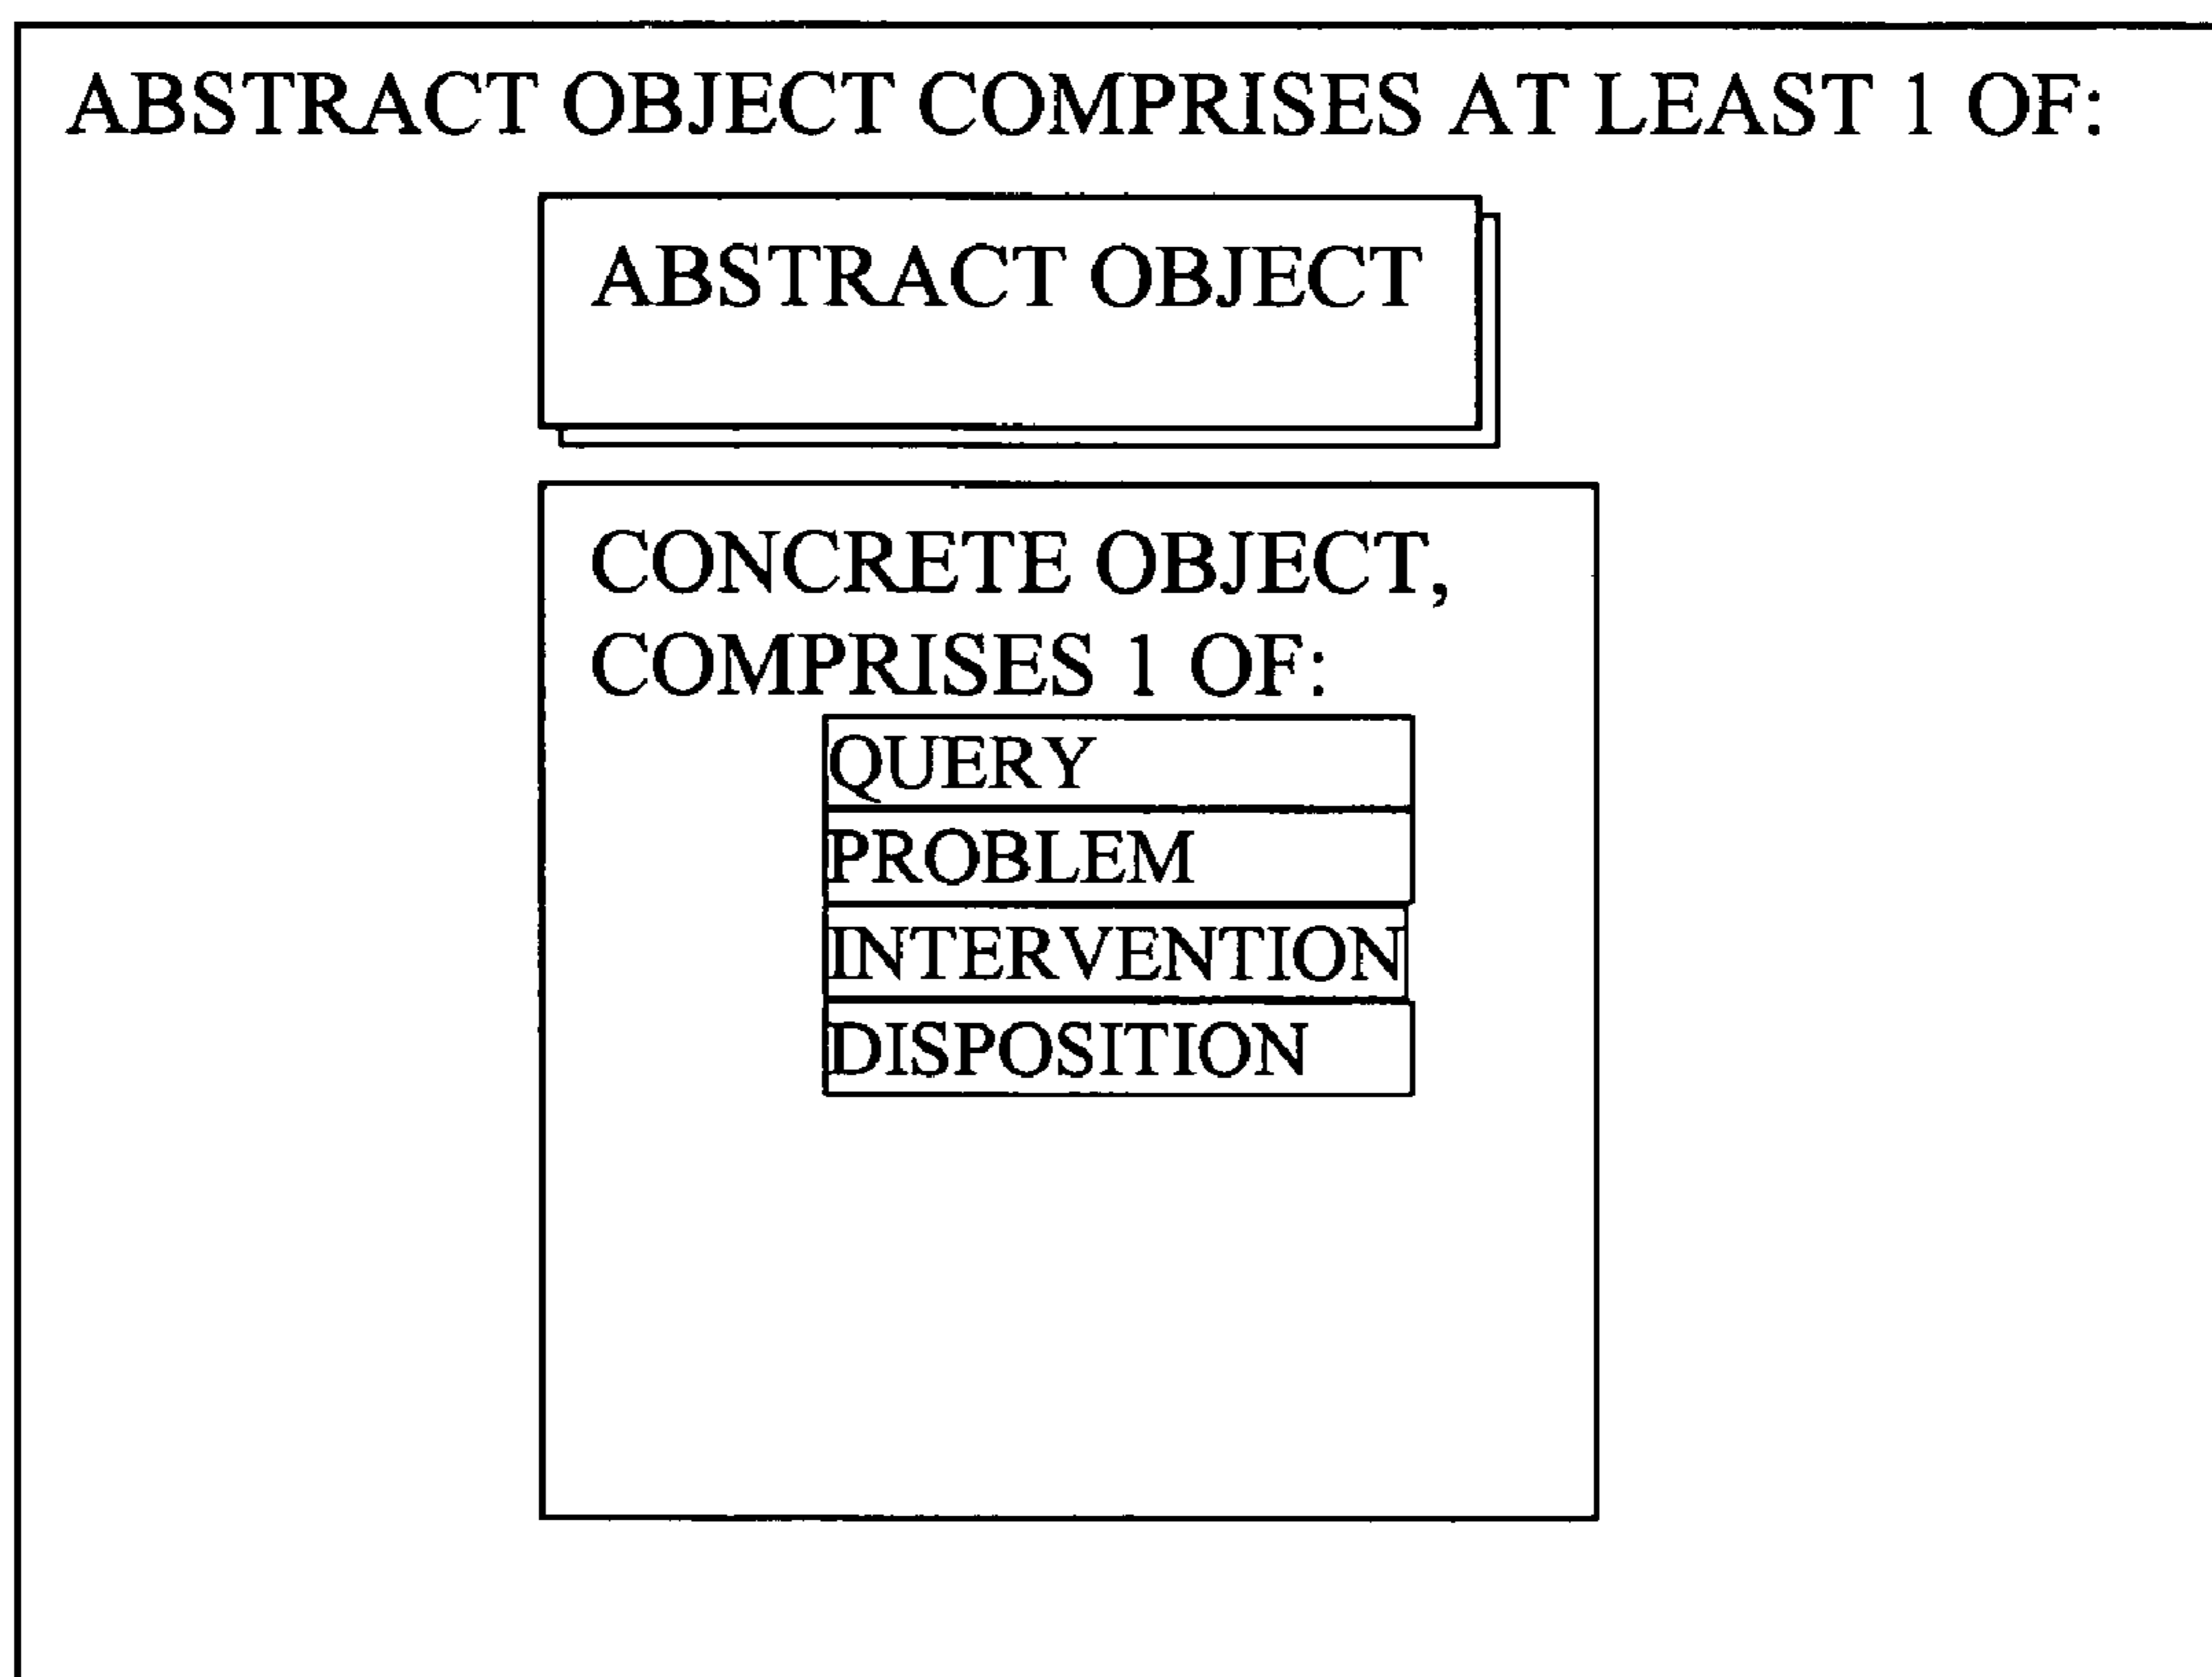 ABSTRACT OBJECT COMPRISES AT LEAST 1 OF:
ABSTRACT OBJECT
CONCRETE OBJECT,
COMPRISES 1 OF:
QUERY
PROBLEM
INTERVENTION
DISPOSITION